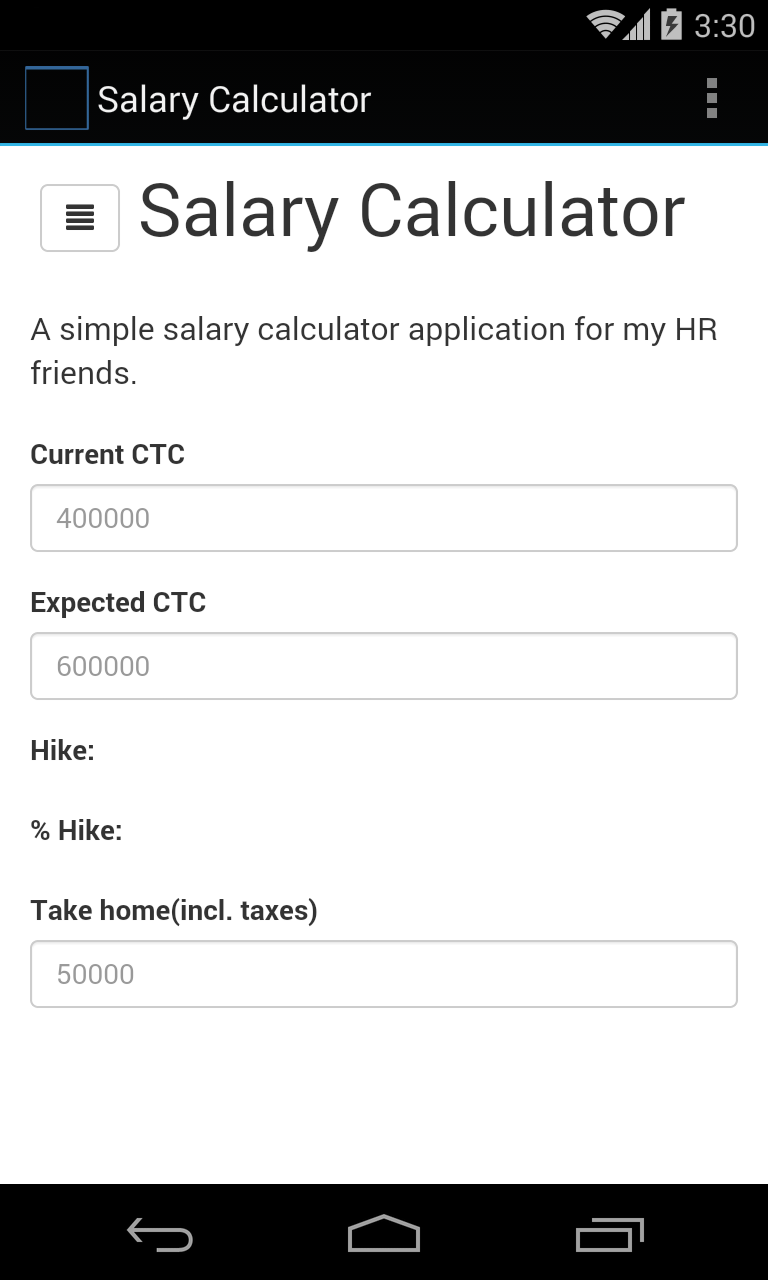 3:30
Salary Calculator
Salary Calculator
A simple salary calculator application for my HR
friends.
Current CTC
400000
Expected CTC
600000
Hike:
% Hike:
Take home(incl. taxes)
50000